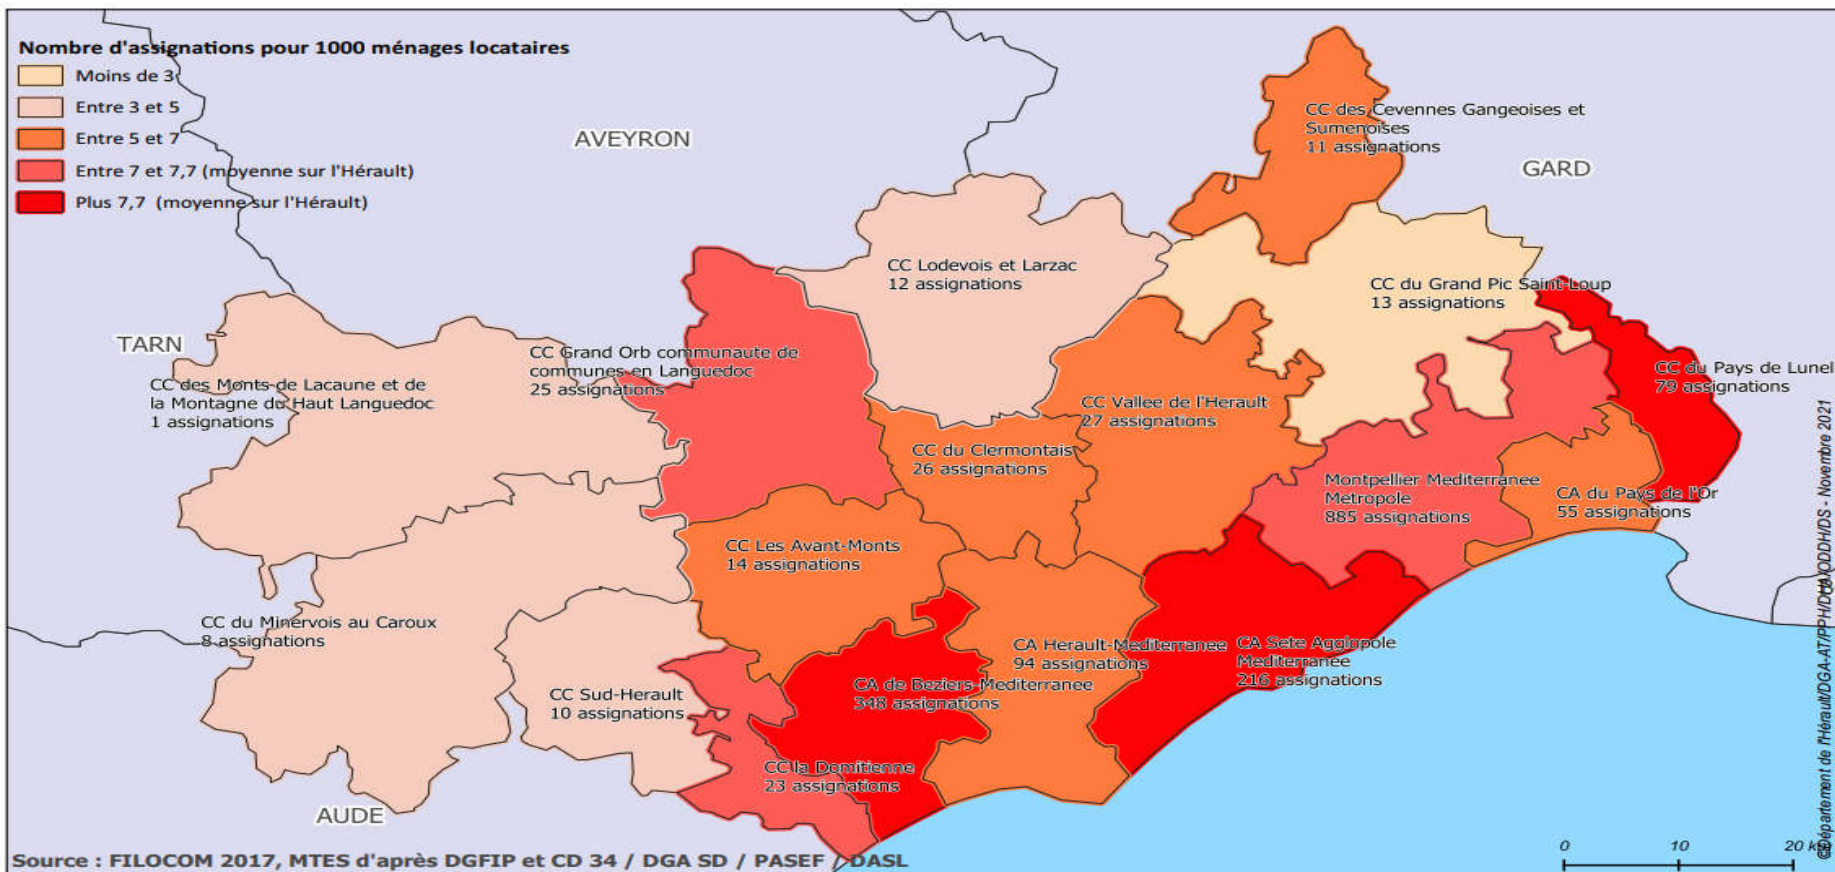 Nombre d'assignations pour 1000 ménages locataires
Moins de 3
Entre 3 et 5
Entre 5 et 7
Entre 7 et 7,7 (moyenne sur l'Hérault)
Plus 7,7 (moyenne sur l'Hérault)
AVEYRON
CC des Cevennes Gangeoises et
Sumenoises
11 assignations
GARD
CC Lodevois et Larzac
12 assignations
CC du Grand Pic Saint-Loup
13 assignations
TARN
CC Grand Orb communaute de
communes en Languedoc
25 assignations
CC des Monts de Lacaune et de
la Montagne du Haut Languedoc
1 assignations
CC du Pays de Lunel
79 assignations
CC Vallee de l'Herault
27 assignations
CC du Clermontais
26 assignations
Montpellier Mediterranee
Metropole
885 assignations
CA du Pays de l'Or
55 assignations
CC Les Avant-Monts
14 assignations
CC du Minervois au Caroux
8 assignations
CA Herault-Mediterranee
94 assignations
CA Sete Agglopole
Mediterranee
216 assignations
CA de Beziers-Mediterranee
348 assignations
CC Sud-Herault
10 assignations
CC la Domitienne
23 assignations
AUDE
Source : FILOCOM 2017, MTES d'après DGFIP et CD 34 / DGA SD / PASEF / DASL
0 10 20 km
©Département de l'Hérault/DGA-AT/PPH/ODDH/DS - Novembre 2021